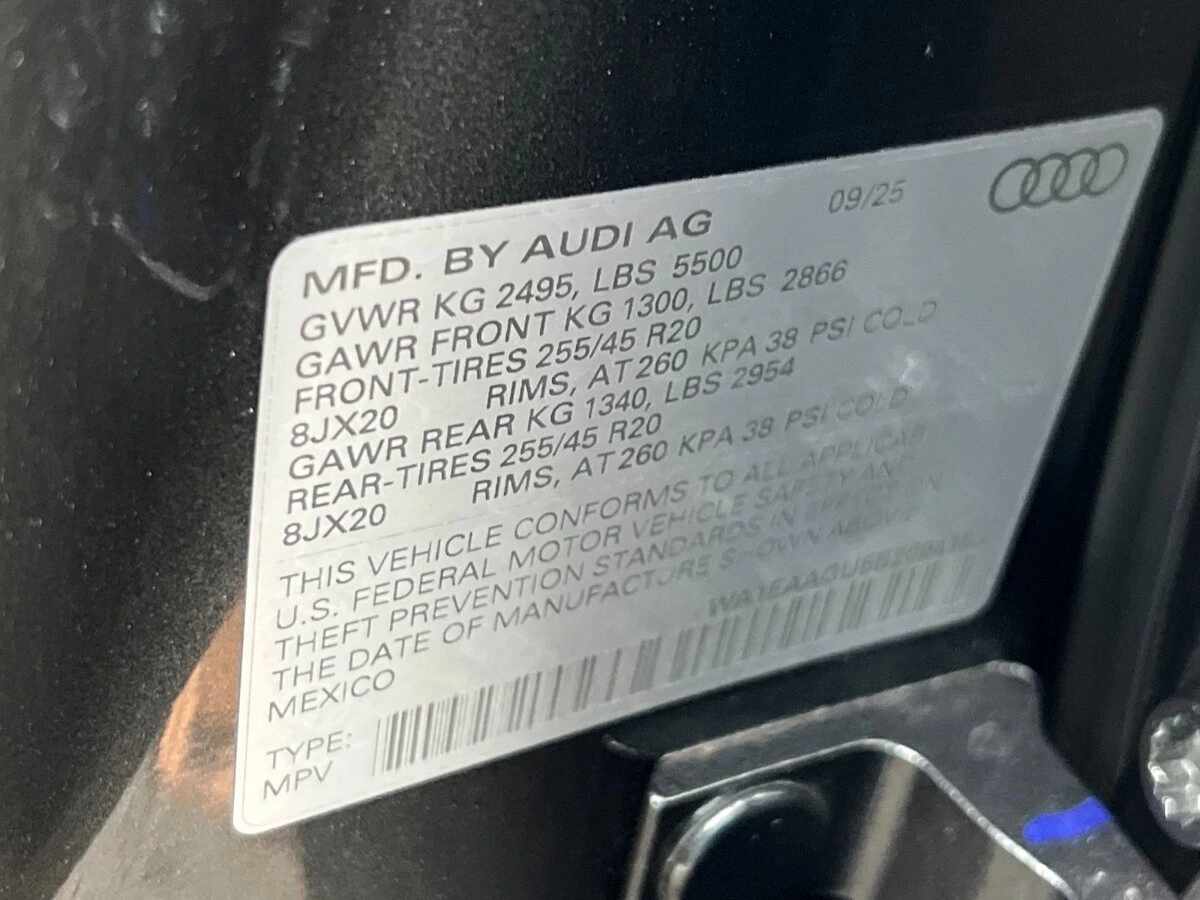 MFD. BY AUDI AG 09/25
GVWR KG 2495, LBS 5500
GAWR FRONT KG 1300, LBS 2866
FRONT-TIRES 255/45 R20
8JX20 RIMS, AT 260 KPA 38 PSI COLD
GAWR REAR KG 1340, LBS 2954
REAR-TIRES 255/45 R20
8JX20 RIMS, AT 260 KPA 38 PSI COLD
THIS VEHICLE CONFORMS TO ALL
U.S. FEDERAL MOTOR VEHICLE SAFETY AND
THEFT PREVENTION STANDARDS IN EFFECT ON
THE DATE OF MANUFACTURE SHOWN ABOVE.
MEXICO
TYPE:
MPV